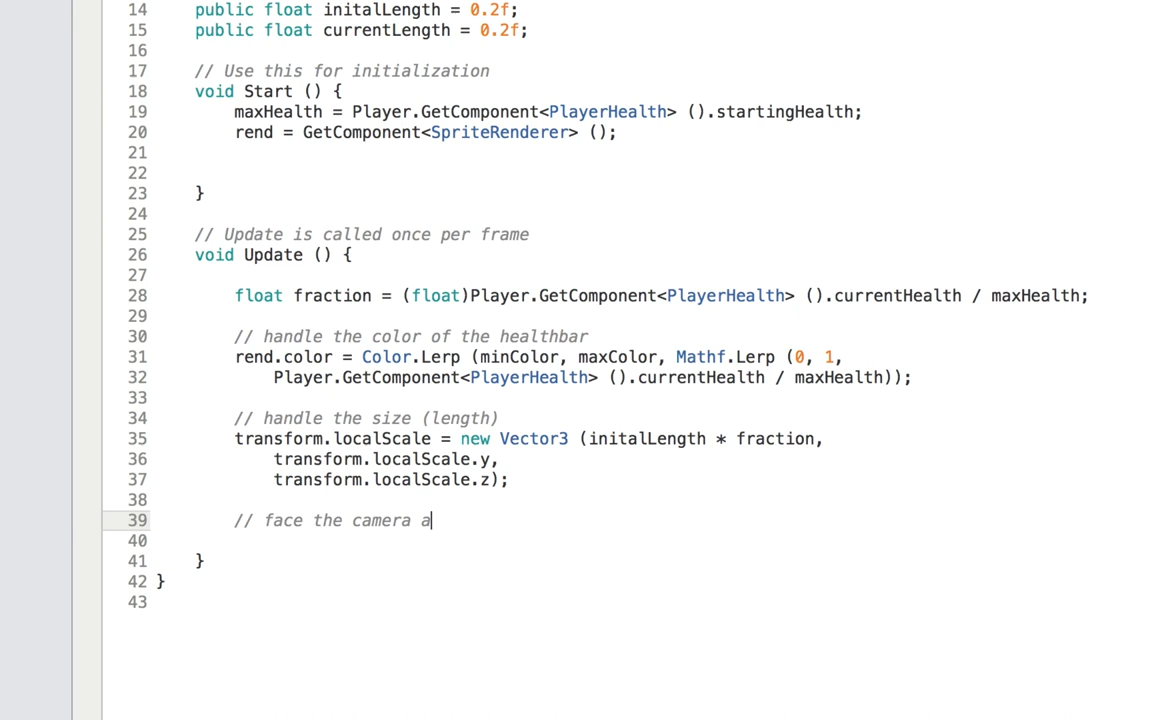 14 public float initalLength = 0.2f;
15 public float currentLength = 0.2f;
16
17 // Use this for initialization
18 void Start () {
19 maxHealth = Player.GetComponent<PlayerHealth> ().startingHealth;
20 rend = GetComponent<SpriteRenderer> ();
21
22
23 }
24
25 // Update is called once per frame
26 void Update () {
27
28 float fraction = (float)Player.GetComponent<PlayerHealth> ().currentHealth / maxHealth;
29
30 // handle the color of the healthbar
31 rend.color = Color.Lerp (minColor, maxColor, Mathf.Lerp (0, 1,
32 Player.GetComponent<PlayerHealth> ().currentHealth / maxHealth));
33
34 // handle the size (length)
35 transform.localScale = new Vector3 (initalLength * fraction,
36 transform.localScale.y,
37 transform.localScale.z);
38
39 // face the camera a
40
41 }
42 }
43